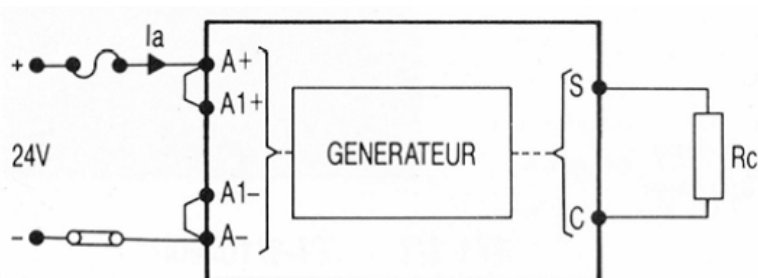 +
Ia
A+
A1+
24V
A1−
−
A−
GENERATEUR
S
C
Rc